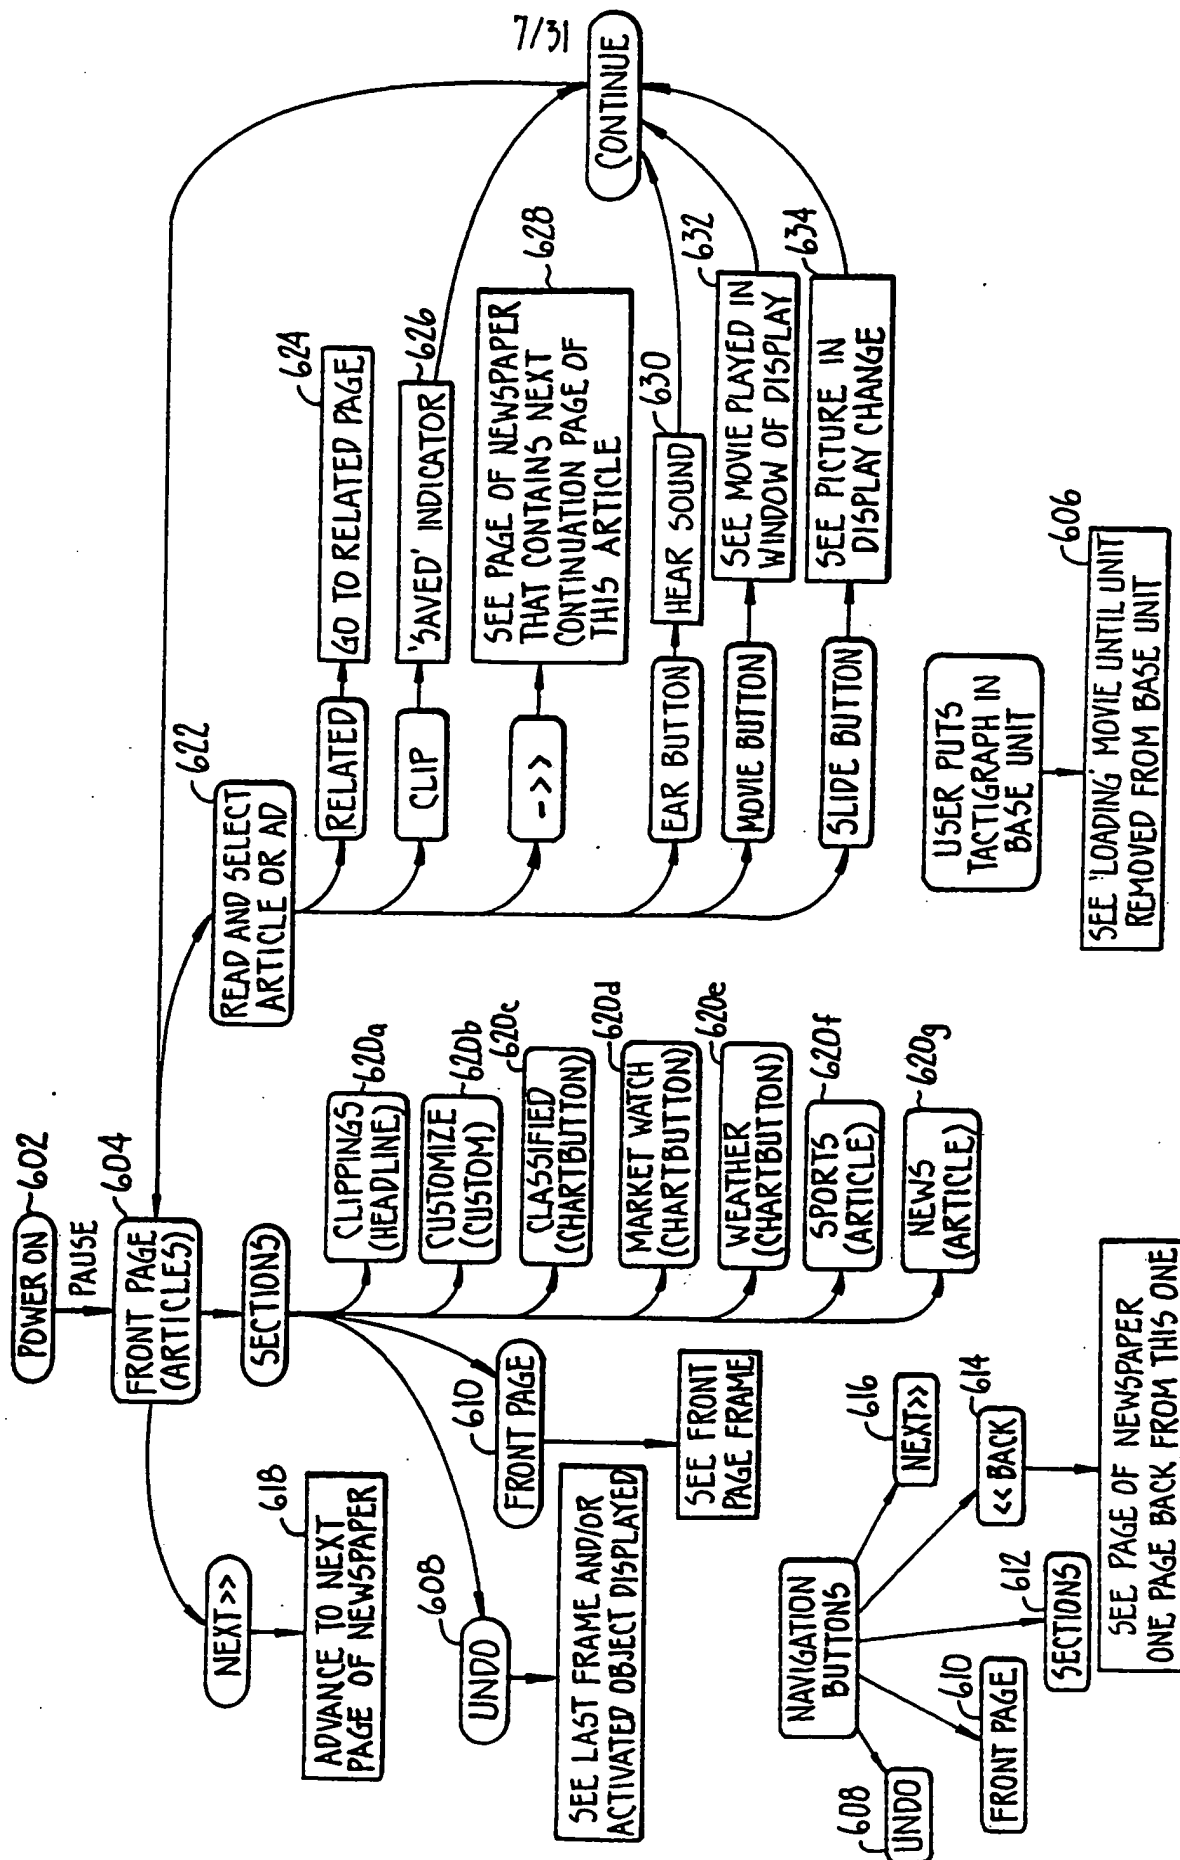 7/31
POWER ON
602
PAUSE
FRONT PAGE
(ARTICLES)
604
NEXT>>
ADVANCE TO NEXT
PAGE OF NEWSPAPER
618
SECTIONS
UNDO
608
SEE LAST FRAME AND/OR
ACTIVATED OBJECT DISPLAYED
FRONT PAGE
610
SEE FRONT
PAGE FRAME
CLIPPINGS
(HEADLINE)
620a
CUSTOMIZE
(CUSTOM)
620b
CLASSIFIED
(CHARTBUTTON)
620c
MARKET WATCH
(CHARTBUTTON)
620d
WEATHER
(CHARTBUTTON)
620e
SPORTS
(ARTICLE)
620f
NEWS
(ARTICLE)
620g
READ AND SELECT
ARTICLE OR AD
622
RELATED
GO TO RELATED PAGE
624
CLIP
'SAVED' INDICATOR
626
->>
SEE PAGE OF NEWSPAPER
THAT CONTAINS NEXT
CONTINUATION PAGE OF
THIS ARTICLE
628
EAR BUTTON
HEAR SOUND
630
MOVIE BUTTON
SEE MOVIE PLAYED IN
WINDOW OF DISPLAY
632
SLIDE BUTTON
SEE PICTURE IN
DISPLAY CHANGE
634
CONTINUE
NAVIGATION
BUTTONS
UNDO
608
FRONT PAGE
610
SECTIONS
612
<< BACK
614
NEXT>>
616
SEE PAGE OF NEWSPAPER
ONE PAGE BACK FROM THIS ONE
USER PUTS
TACTIGRAPH IN
BASE UNIT
SEE 'LOADING' MOVIE UNTIL UNIT
REMOVED FROM BASE UNIT
606